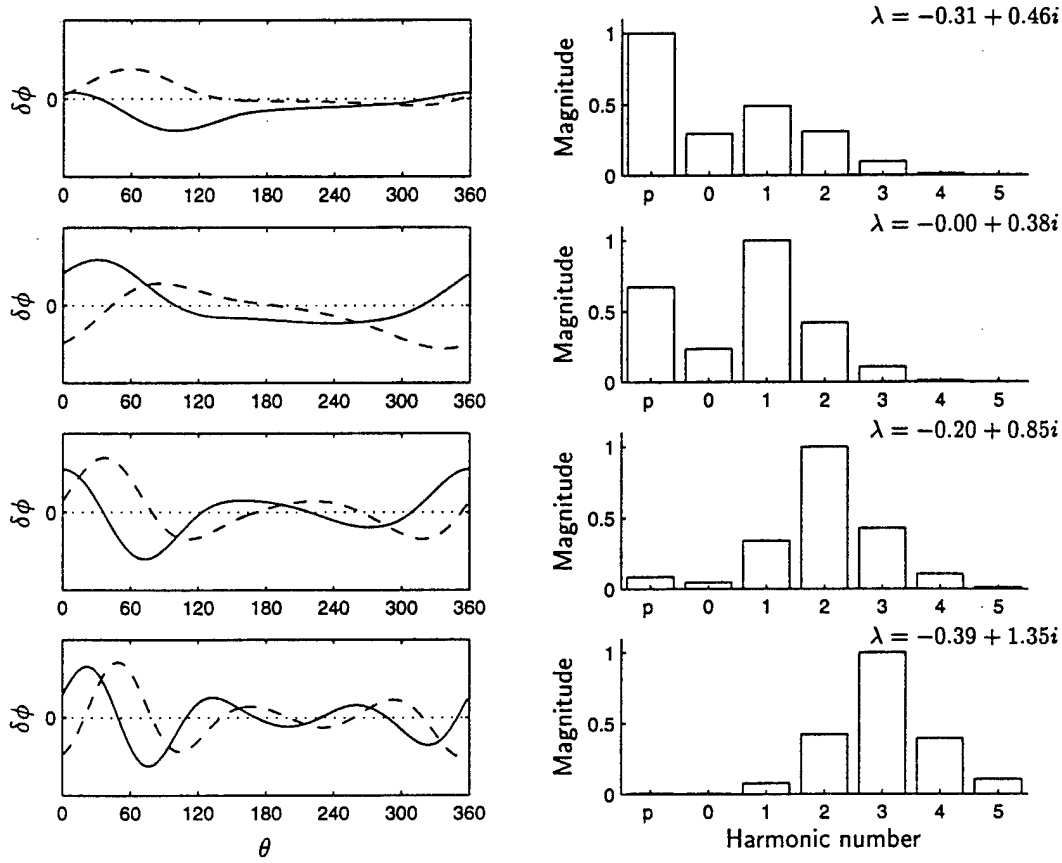 λ = −0.31 + 0.46i
δϕ
0
0 60 120 180 240 300 360
Magnitude
1
0.5
0
p 0 1 2 3 4 5
λ = −0.00 + 0.38i
δϕ
0
0 60 120 180 240 300 360
Magnitude
1
0.5
0
p 0 1 2 3 4 5
λ = −0.20 + 0.85i
δϕ
0
0 60 120 180 240 300 360
Magnitude
1
0.5
0
p 0 1 2 3 4 5
λ = −0.39 + 1.35i
δϕ
0
0 60 120 180 240 300 360
θ
Magnitude
1
0.5
0
p 0 1 2 3 4 5
Harmonic number